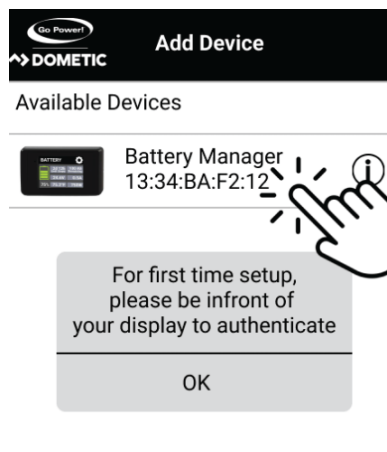 Go Power!
DOMETIC
Add Device
Available Devices
BATTERY
Battery Manager
13:34:BA:F2:12
For first time setup,
please be infront of
your display to authenticate
OK